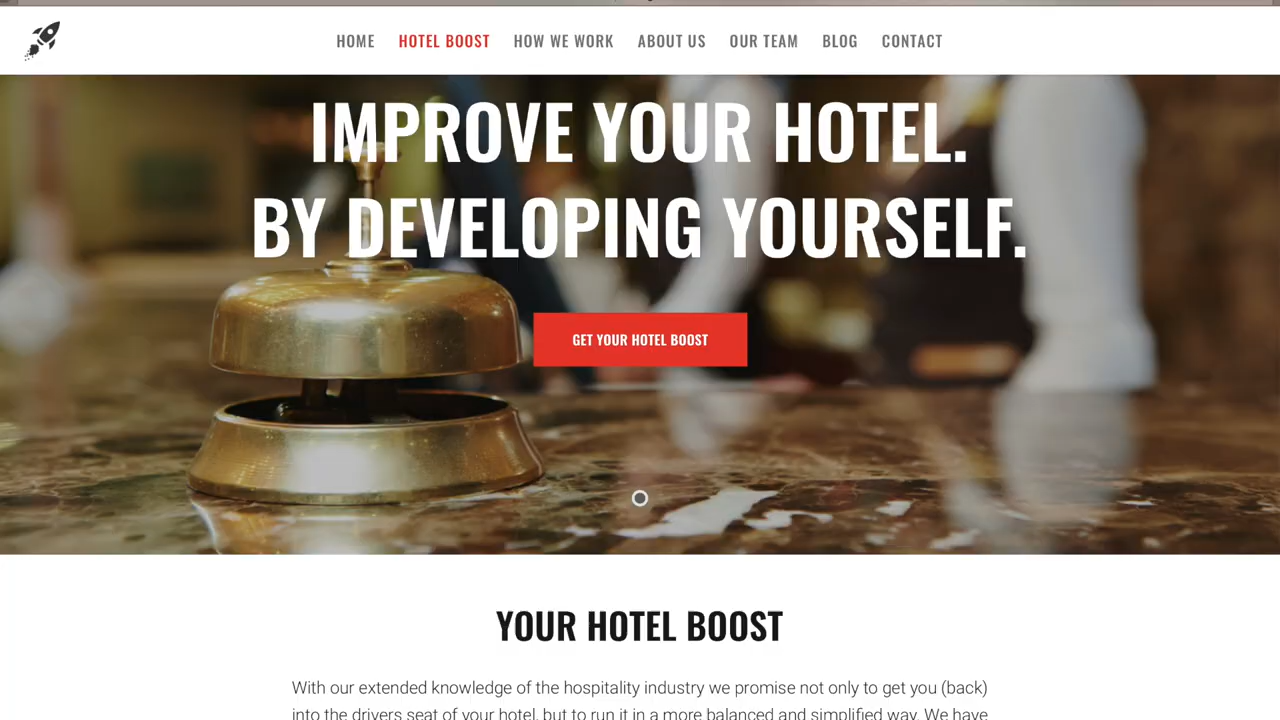 HOME HOTEL BOOST HOW WE WORK ABOUT US OUR TEAM BLOG CONTACT
IMPROVE YOUR HOTEL.
BY DEVELOPING YOURSELF.
GET YOUR HOTEL BOOST
YOUR HOTEL BOOST
With our extended knowledge of the hospitality industry we promise not only to get you (back)
into the drivers seat of your hotel, but to run it in a more balanced and simplified way. We have